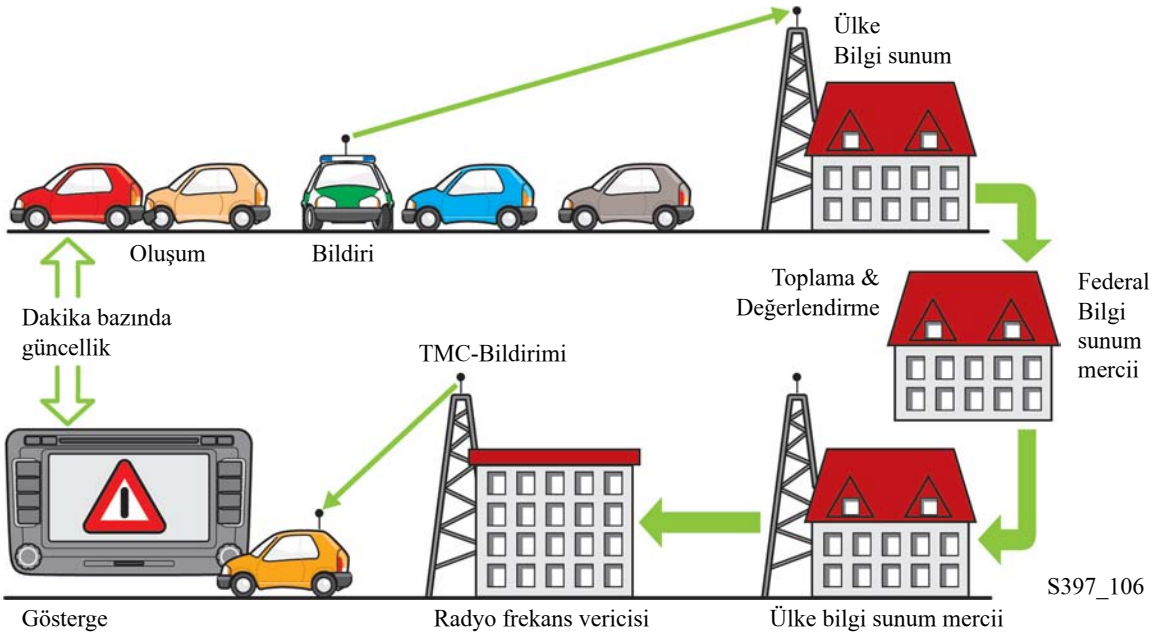 Ülke
Bilgi sunum
Oluşum
Bildiri
Toplama &
Değerlendirme
Federal
Bilgi
sunum
mercii
Dakika bazında
güncellik
TMC-Bildirimi
S397_106
Gösterge
Radyo frekans vericisi
Ülke bilgi sunum mercii